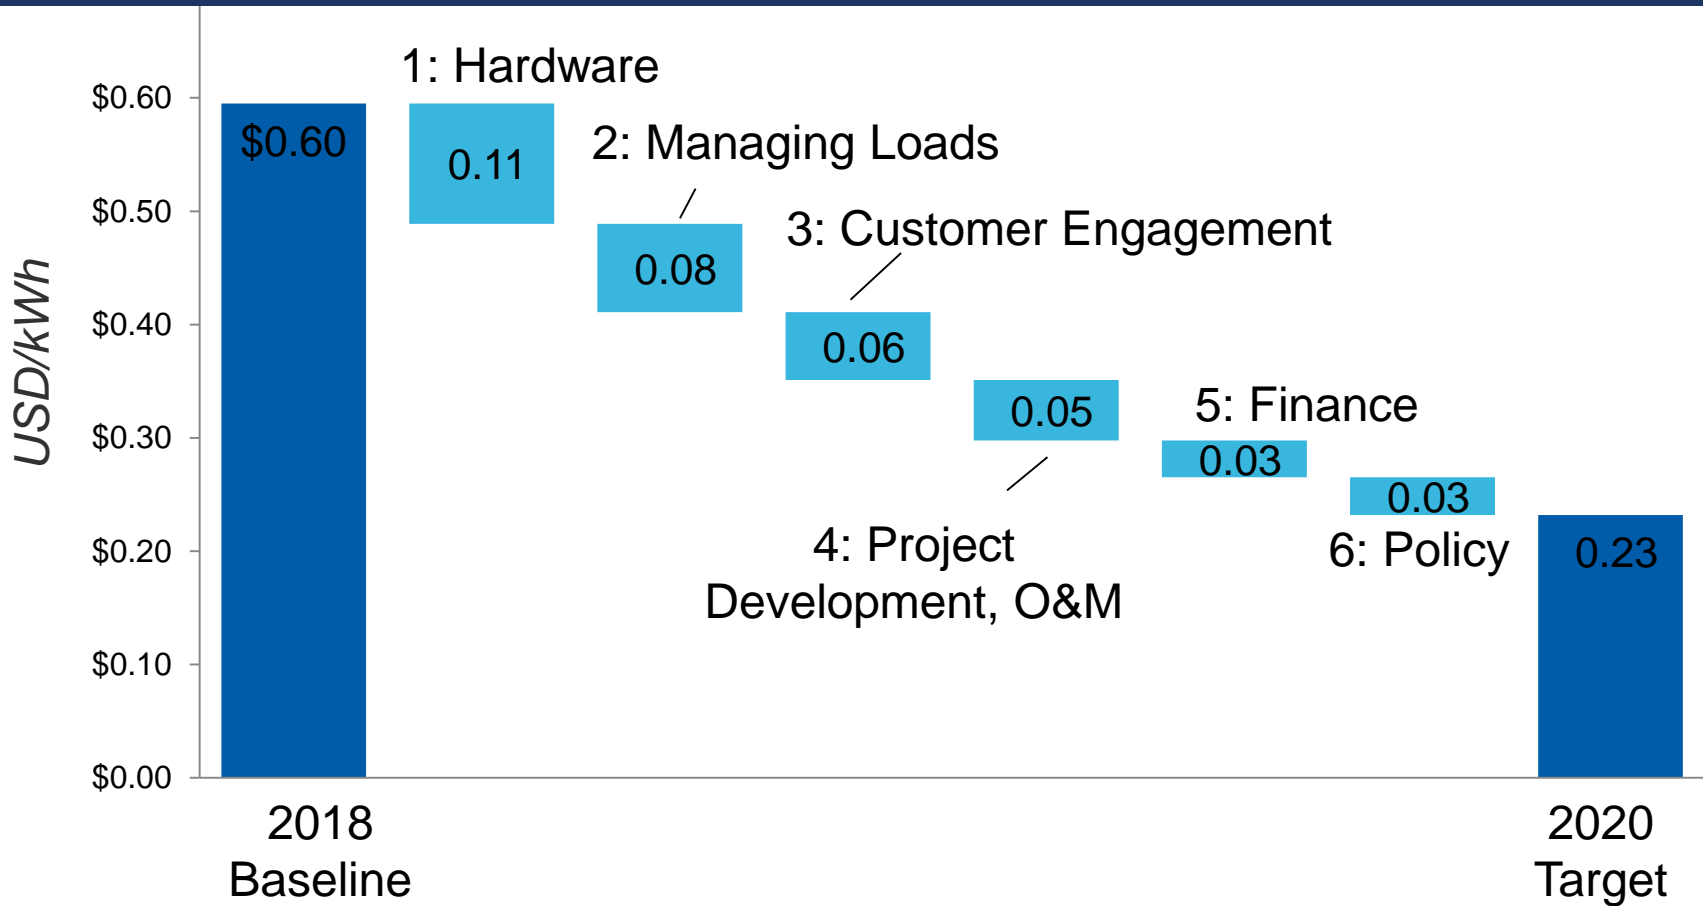 1: Hardware
$0.60
$0.60
0.11
2: Managing Loads
$0.50
3: Customer Engagement
0.08
USD/kWh
$0.40
0.06
0.05
5: Finance
$0.30
0.03
0.03
4: Project
Development, O&M
6: Policy
0.23
$0.20
$0.10
$0.00
2018
Baseline
2020
Target